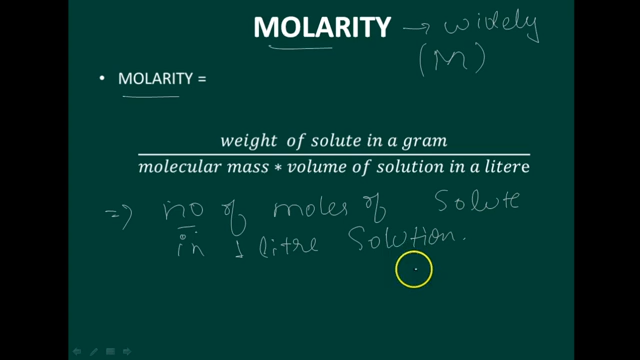 MOLARITY → widely
(M)
• MOLARITY =
weight of solute in a gram
molecular mass * volume of solution in a litere
=> no of moles of Solute
in 1 litre Solution.